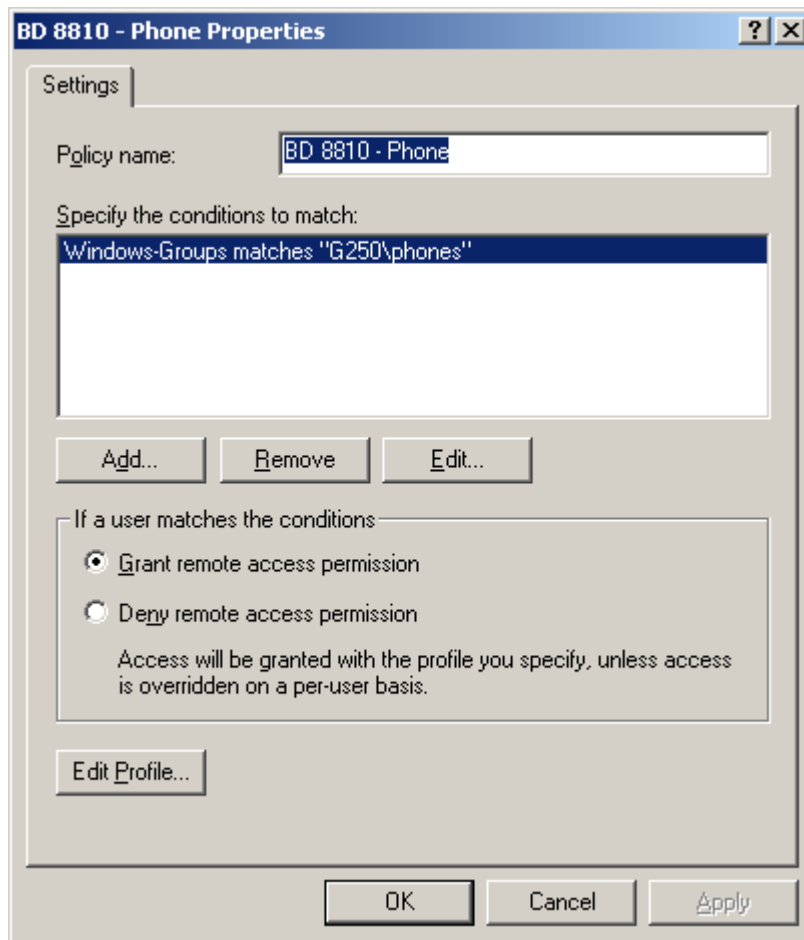 BD 8810 - Phone Properties
Settings
Policy name: BD 8810 - Phone
Specify the conditions to match:
Windows-Groups matches "G250\phones"
Add... Remove Edit...
If a user matches the conditions
Grant remote access permission
Deny remote access permission
Access will be granted with the profile you specify, unless access
is overridden on a per-user basis.
Edit Profile...
OK Cancel Apply